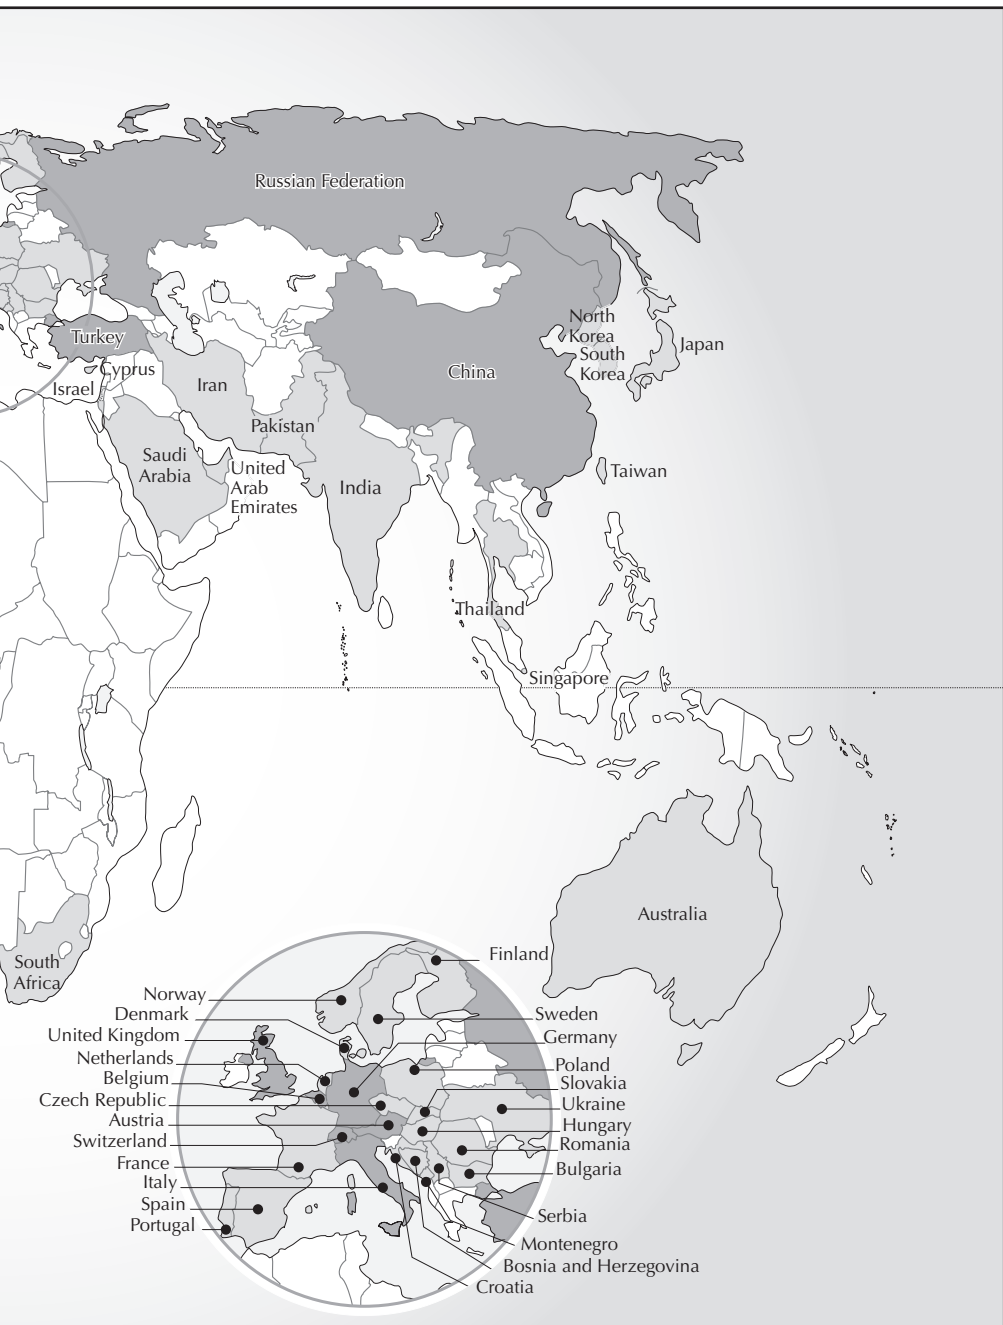 Russian Federation
North
Korea
Turkey
South
Korea
Japan
Cyprus
China
Israel
Iran
Pakistan
Saudi
Arabia
United
Arab
Emirates
India
Taiwan
Thailand
Singapore
Australia
South
Africa
Finland
Norway
Denmark
United Kingdom
Netherlands
Belgium
Czech Republic
Austria
Switzerland
France
Italy
Spain
Portugal
Sweden
Germany
Poland
Slovakia
Ukraine
Hungary
Romania
Bulgaria
Serbia
Montenegro
Bosnia and Herzegovina
Croatia